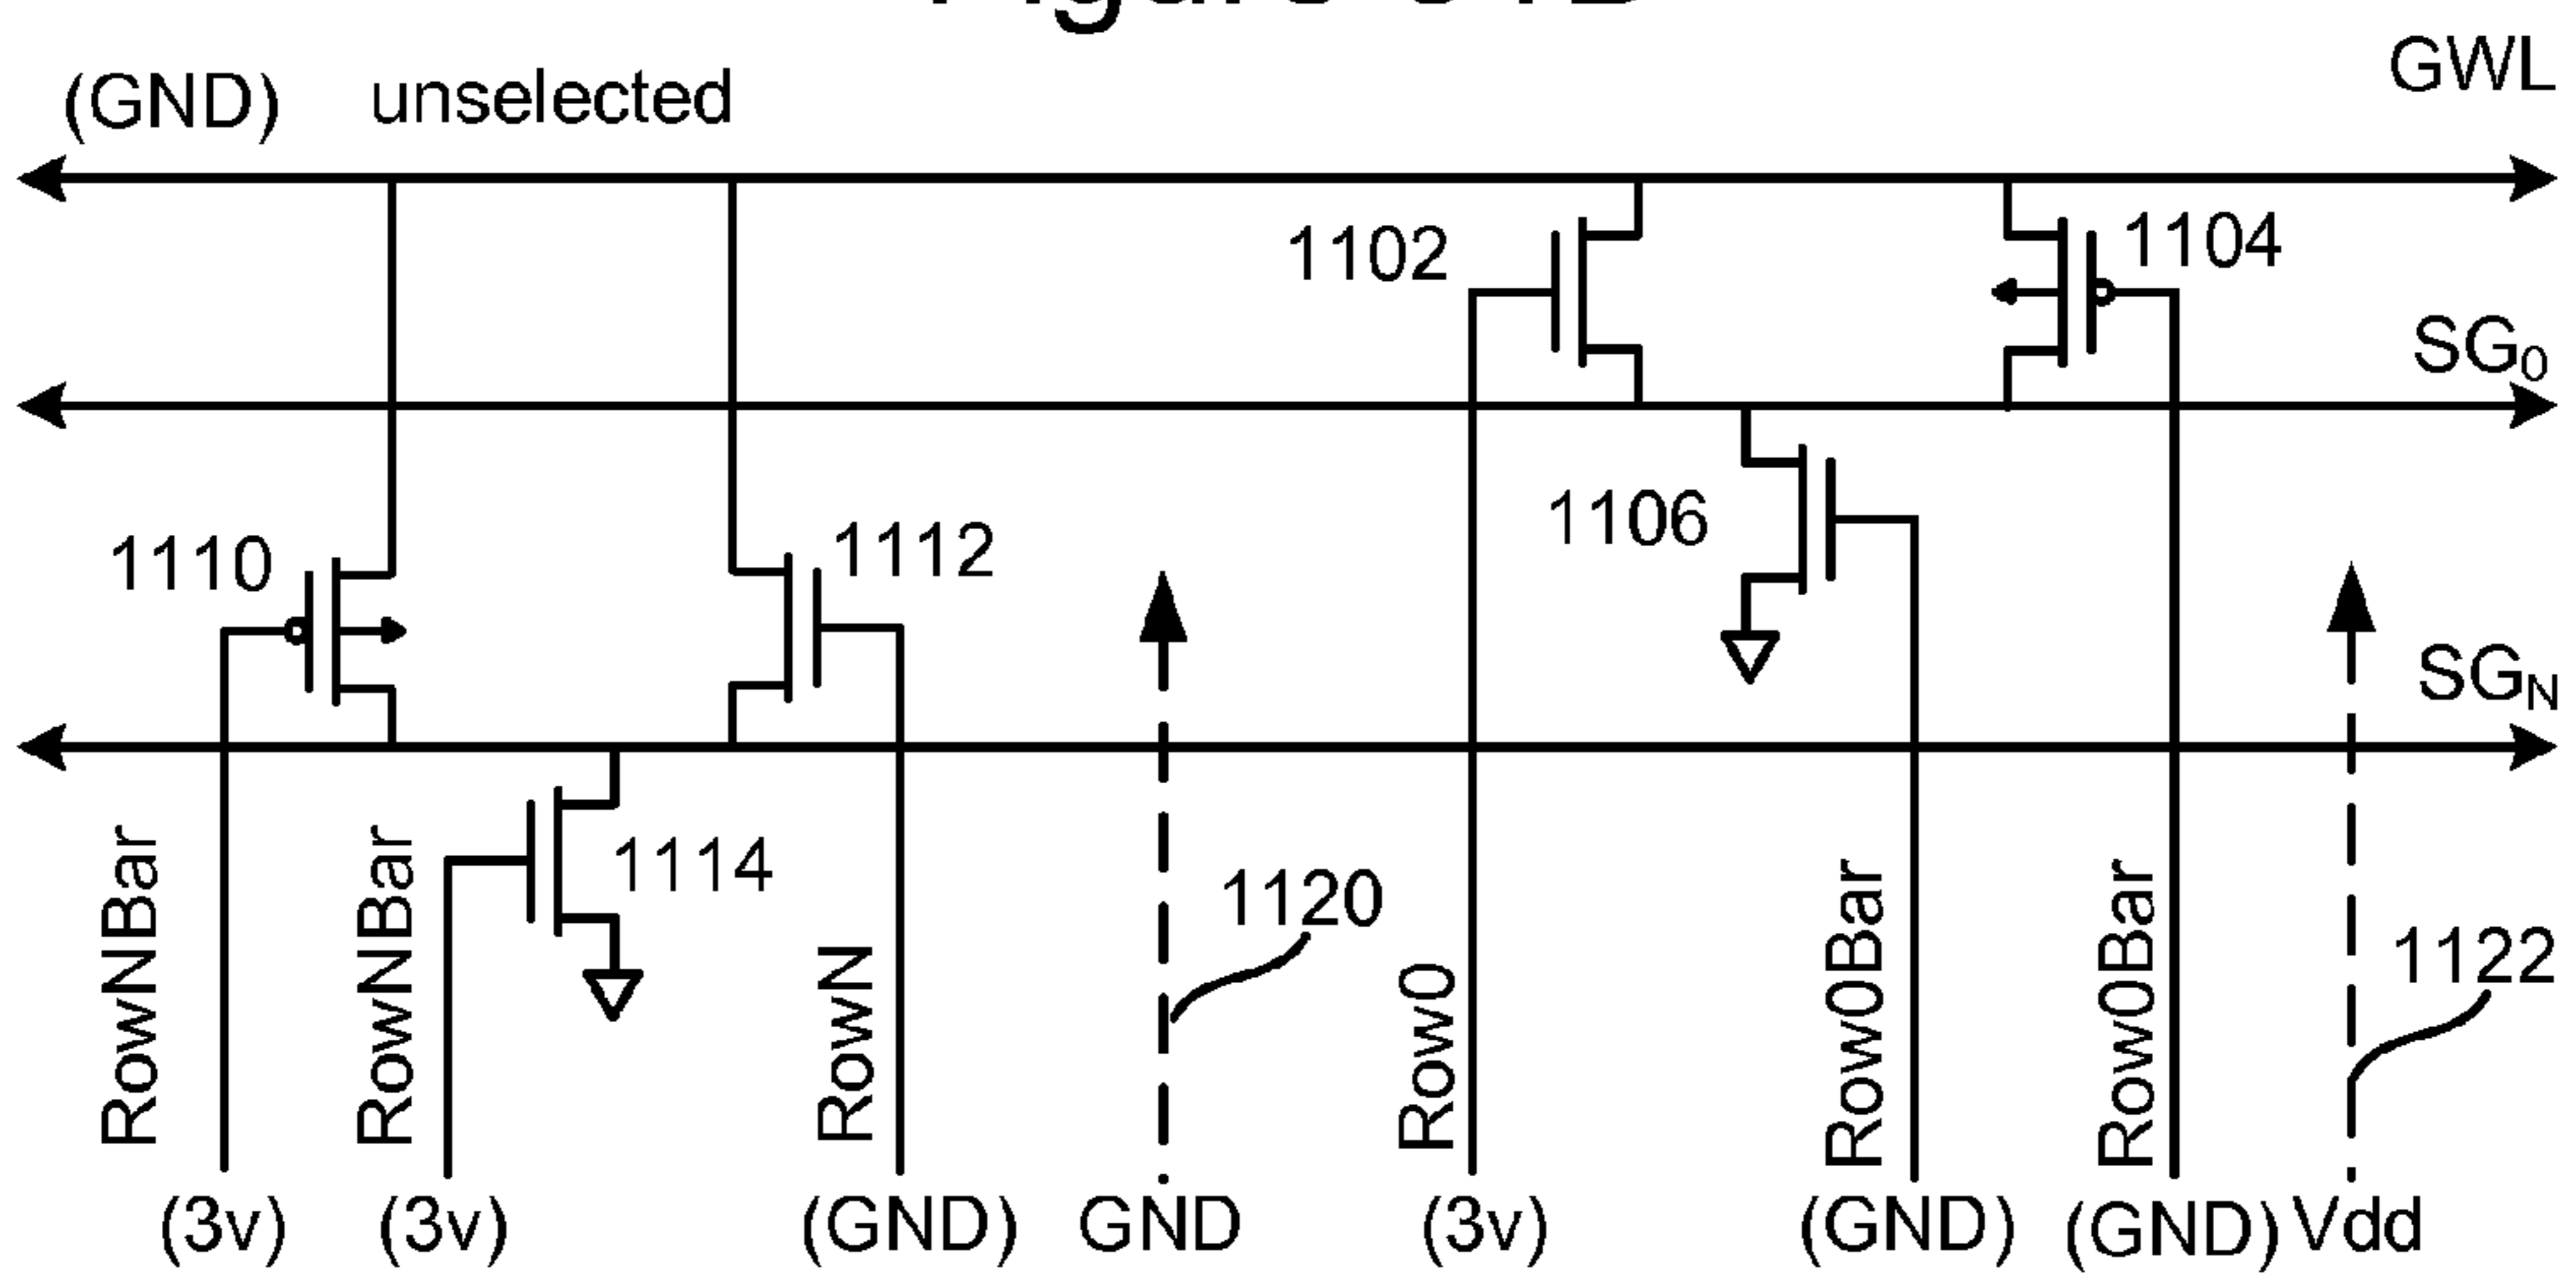 (GND) unselected GWL
1102 1104
SG0
1110 1112 1106
SGN
1114
1120
1122
RowNBar RowNBar RowN Row0 Row0Bar Row0Bar
(3v) (3v) (GND) GND (3v) (GND) (GND) Vdd